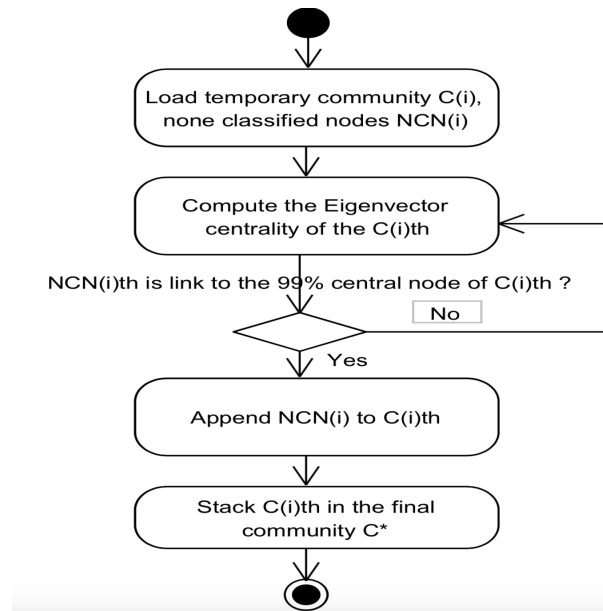 Load temporary community C(i),
none classified nodes NCN(i)
Compute the Eigenvector
centrality of the C(i)th
NCN(i)th is link to the 99% central node of C(i)th ?
No
Yes
Append NCN(i) to C(i)th
Stack C(i)th in the final
community C*